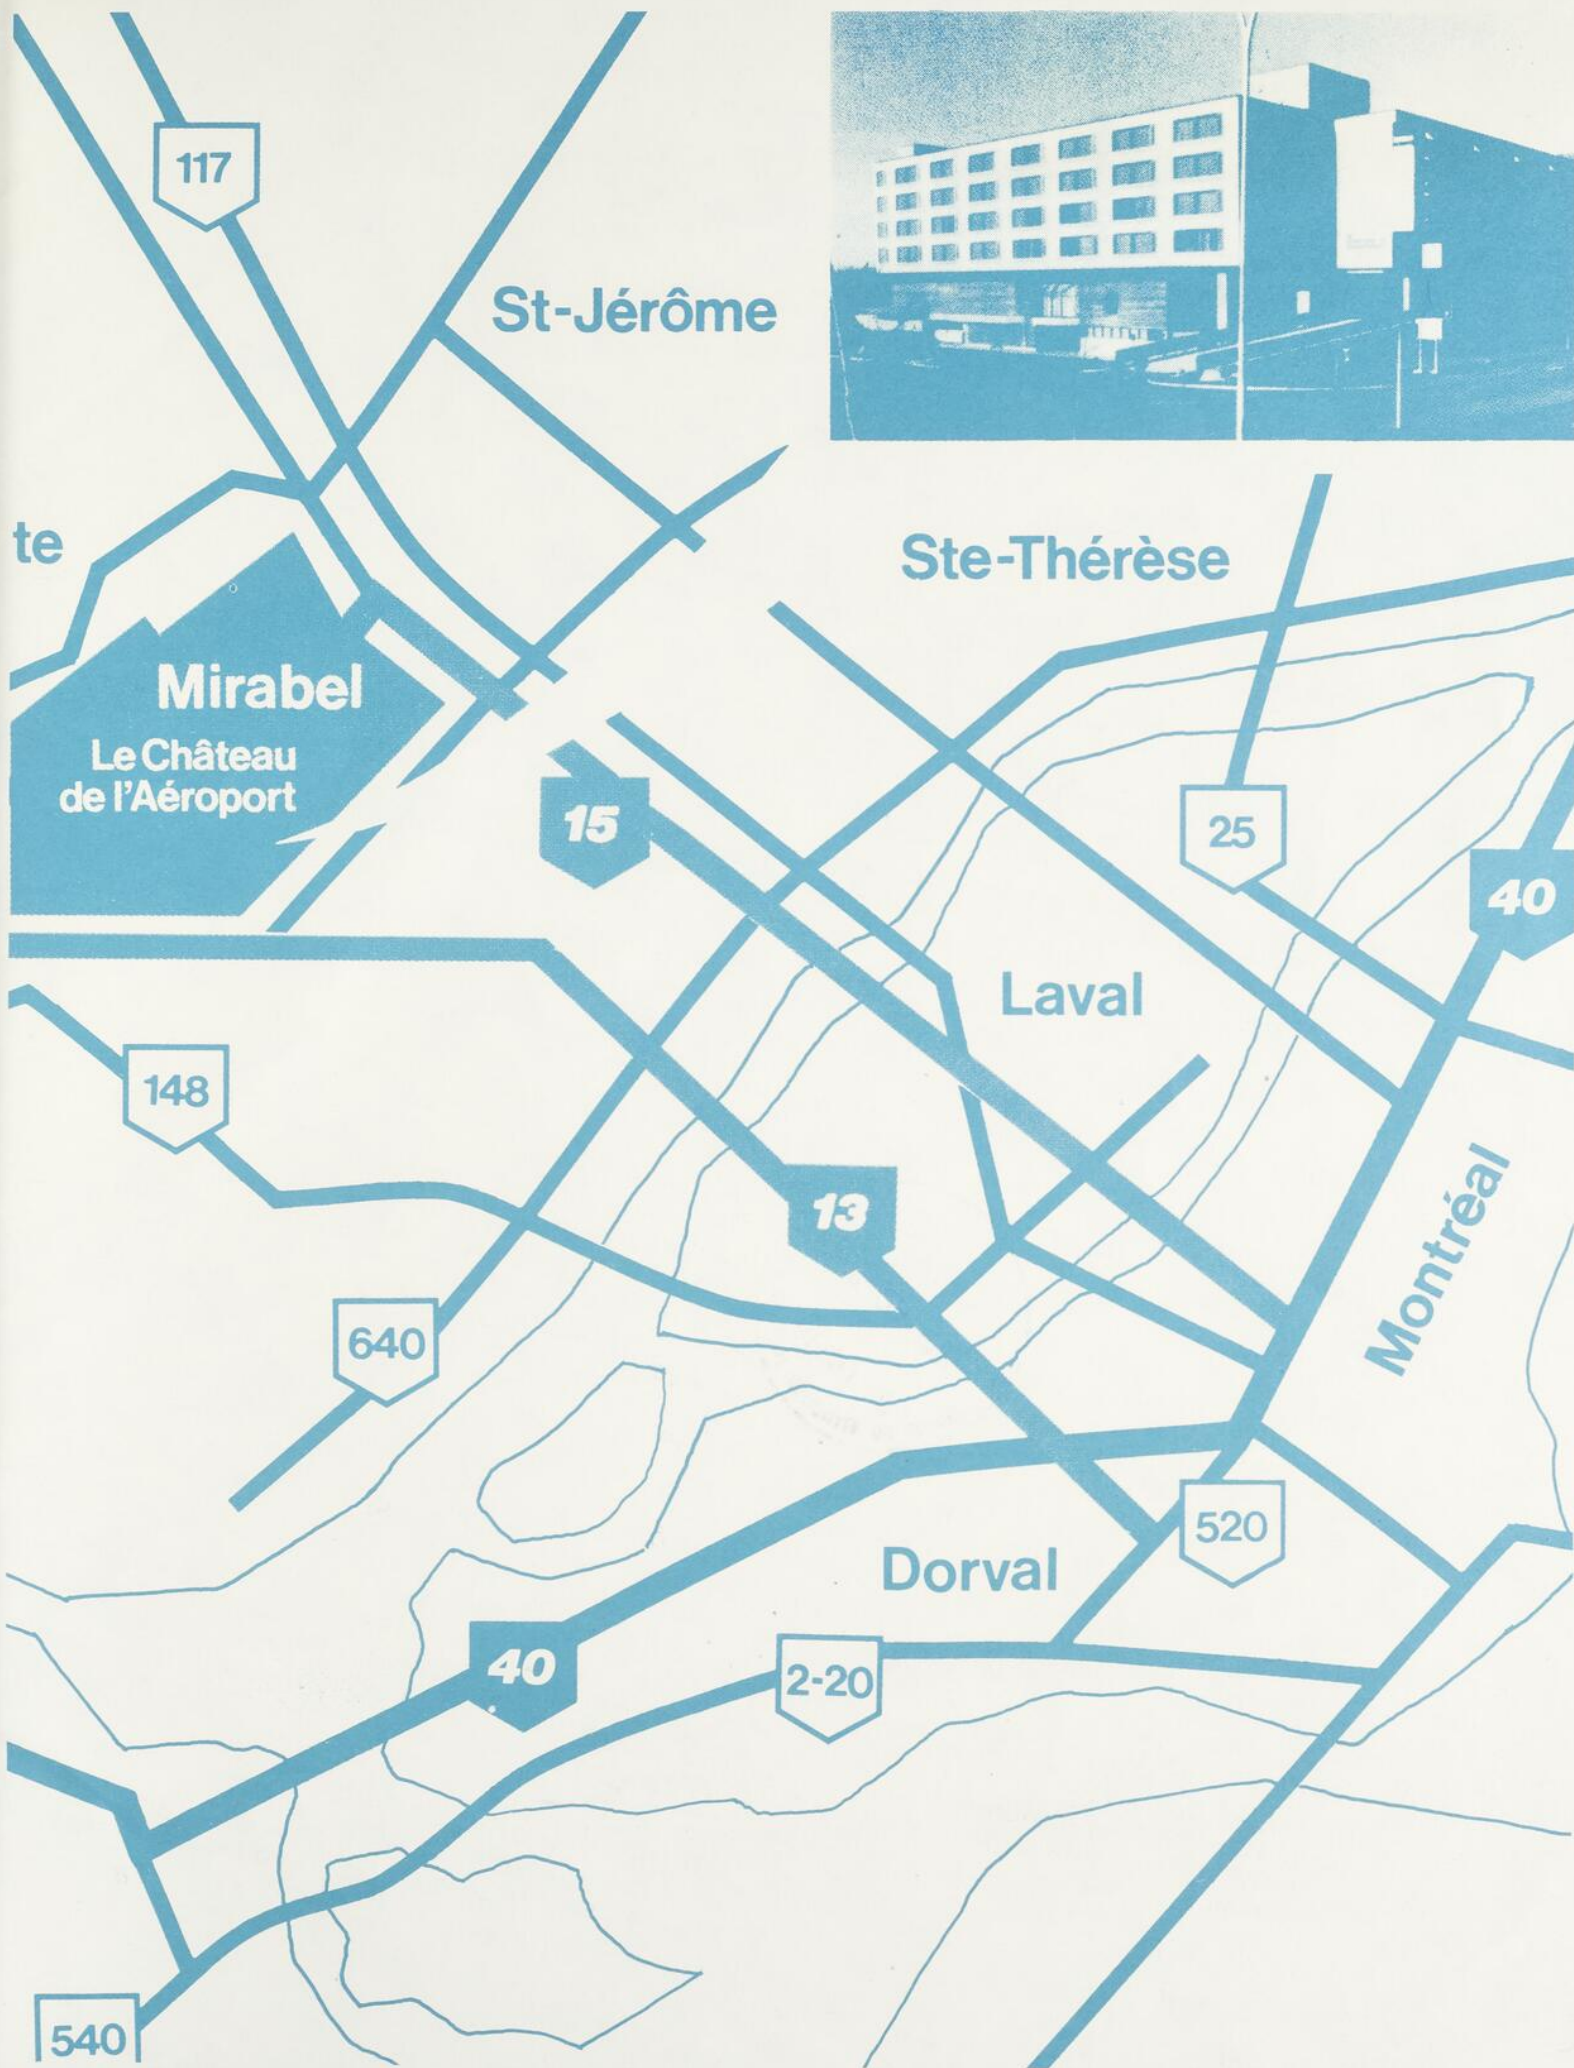 117
St-Jérôme
te
Ste-Thérèse
Mirabel
Le Château
de l'Aéroport
15
25
40
Laval
148
13
Montréal
640
520
Dorval
40
2-20
540